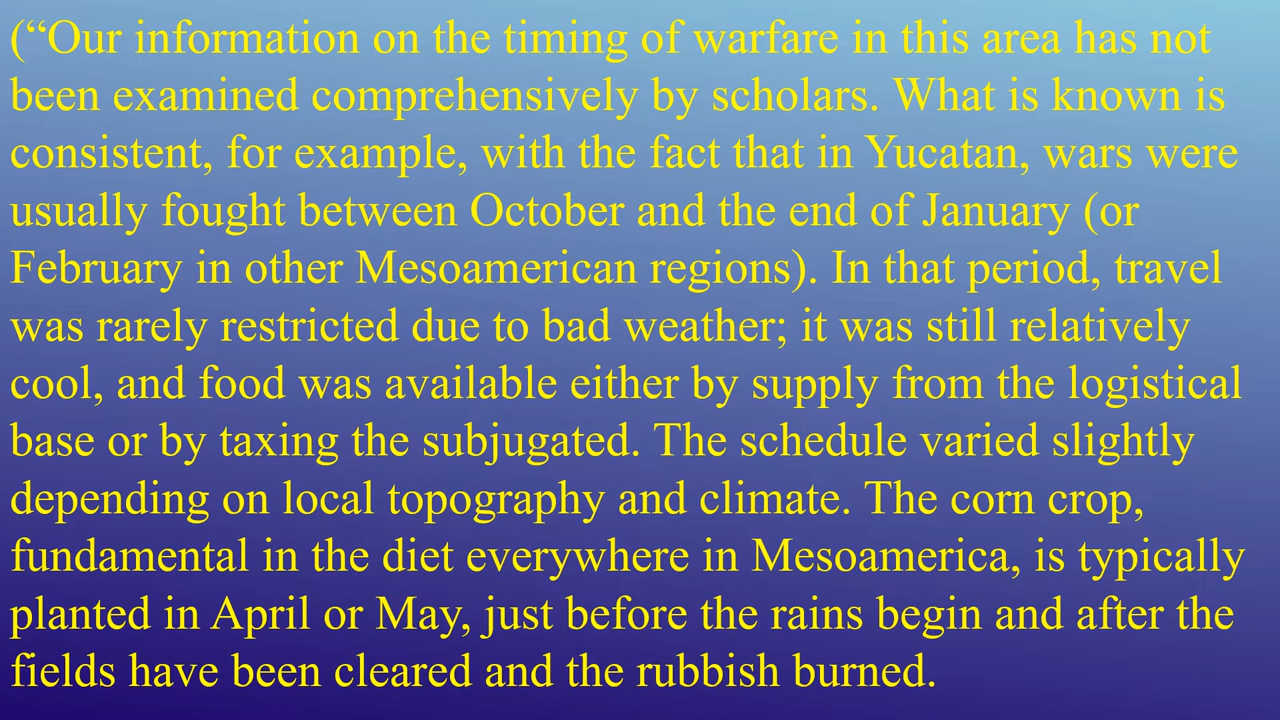 (“Our information on the timing of warfare in this area has not
been examined comprehensively by scholars. What is known is
consistent, for example, with the fact that in Yucatan, wars were
usually fought between October and the end of January (or
February in other Mesoamerican regions). In that period, travel
was rarely restricted due to bad weather; it was still relatively
cool, and food was available either by supply from the logistical
base or by taxing the subjugated. The schedule varied slightly
depending on local topography and climate. The corn crop,
fundamental in the diet everywhere in Mesoamerica, is typically
planted in April or May, just before the rains begin and after the
fields have been cleared and the rubbish burned.